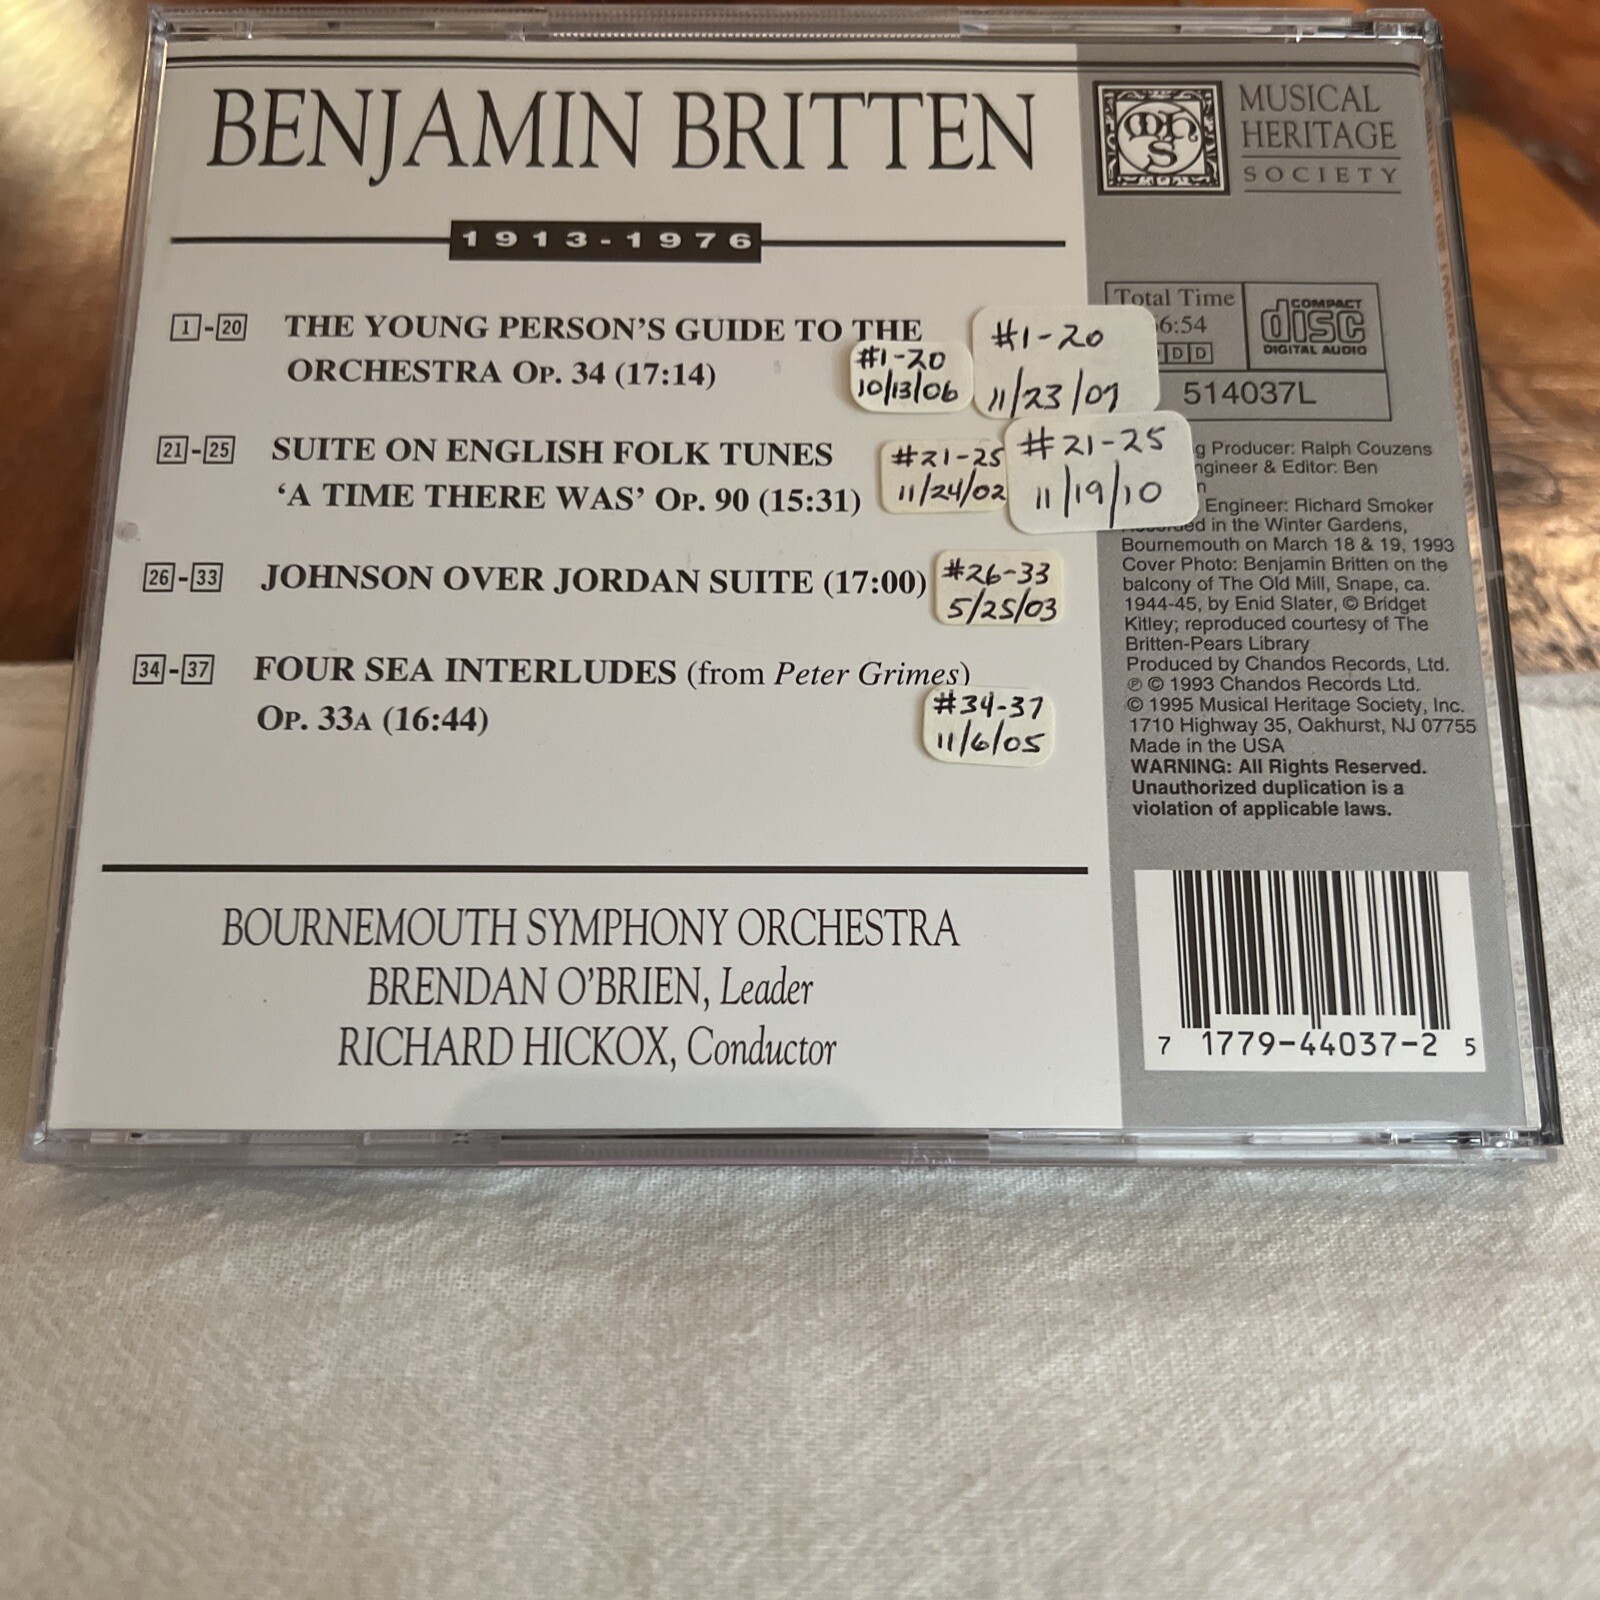 BENJAMIN BRITTEN
1913-1976
1-20 THE YOUNG PERSON'S GUIDE TO THE
ORCHESTRA OP. 34 (17:14)
#1-20
10/13/06
#1-20
11/23/07
21-25 SUITE ON ENGLISH FOLK TUNES
'A TIME THERE WAS' OP. 90 (15:31)
#21-25
11/24/02
#21-25
11/19/10
26-33 JOHNSON OVER JORDAN SUITE (17:00)
#26-33
5/25/03
34-37 FOUR SEA INTERLUDES (from Peter Grimes)
OP. 33A (16:44)
#34-37
11/6/05
BOURNEMOUTH SYMPHONY ORCHESTRA
BRENDAN O'BRIEN, Leader
RICHARD HICKOX, Conductor
MHS
MUSICAL
HERITAGE
SOCIETY
Total Time
6:54
DD
COMPACT
disc
DIGITAL AUDIO
514037L
Producer: Ralph Couzens
Engineer & Editor: Ben
Engineer: Richard Smoker
Recorded in the Winter Gardens,
Bournemouth on March 18 & 19, 1993
Cover Photo: Benjamin Britten on the
balcony of The Old Mill, Snape, ca.
1944-45, by Enid Slater, © Bridget
Kitley; reproduced courtesy of The
Britten-Pears Library
Produced by Chandos Records, Ltd.
℗ © 1993 Chandos Records Ltd.
© 1995 Musical Heritage Society, Inc.
1710 Highway 35, Oakhurst, NJ 07755
Made in the USA
WARNING: All Rights Reserved.
Unauthorized duplication is a
violation of applicable laws.
7 1779-44037-2 5